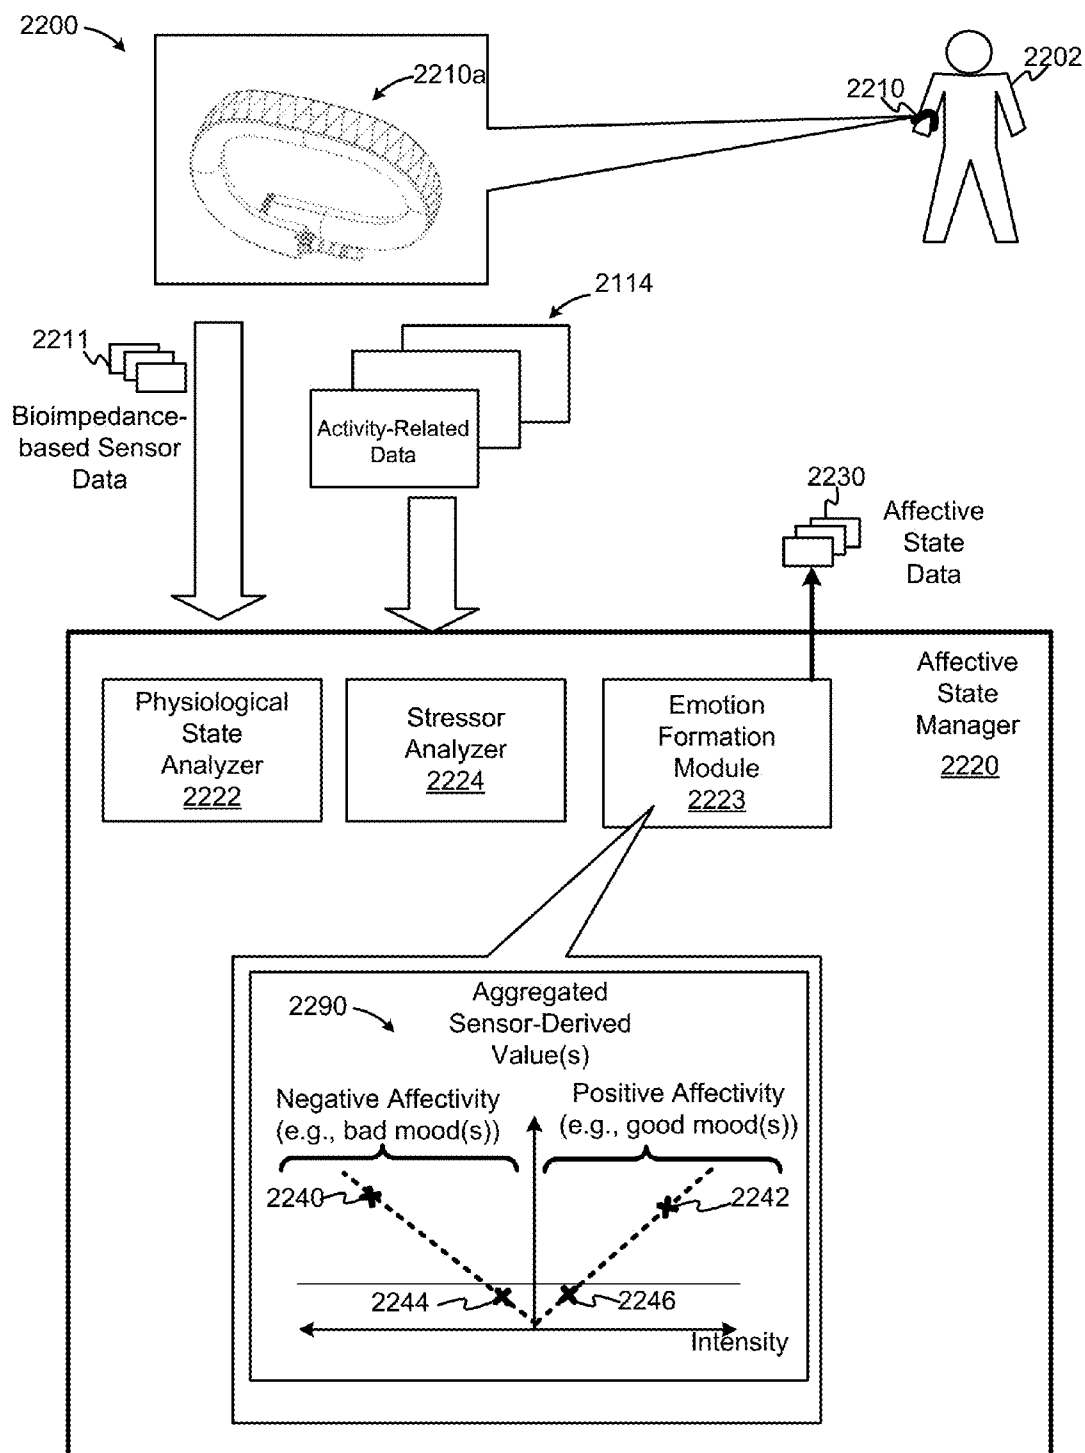 2200
2210a
2210
2202
2114
2211
Bioimpedance-
based Sensor
Data
Activity-Related
Data
2230
Affective
State
Data
Affective
State
Manager
2220
Physiological
State
Analyzer
2222
Stressor
Analyzer
2224
Emotion
Formation
Module
2223
2290
Aggregated
Sensor-Derived
Value(s)
Negative Affectivity
(e.g., bad mood(s))
Positive Affectivity
(e.g., good mood(s))
2240
2242
2244
2246
Intensity